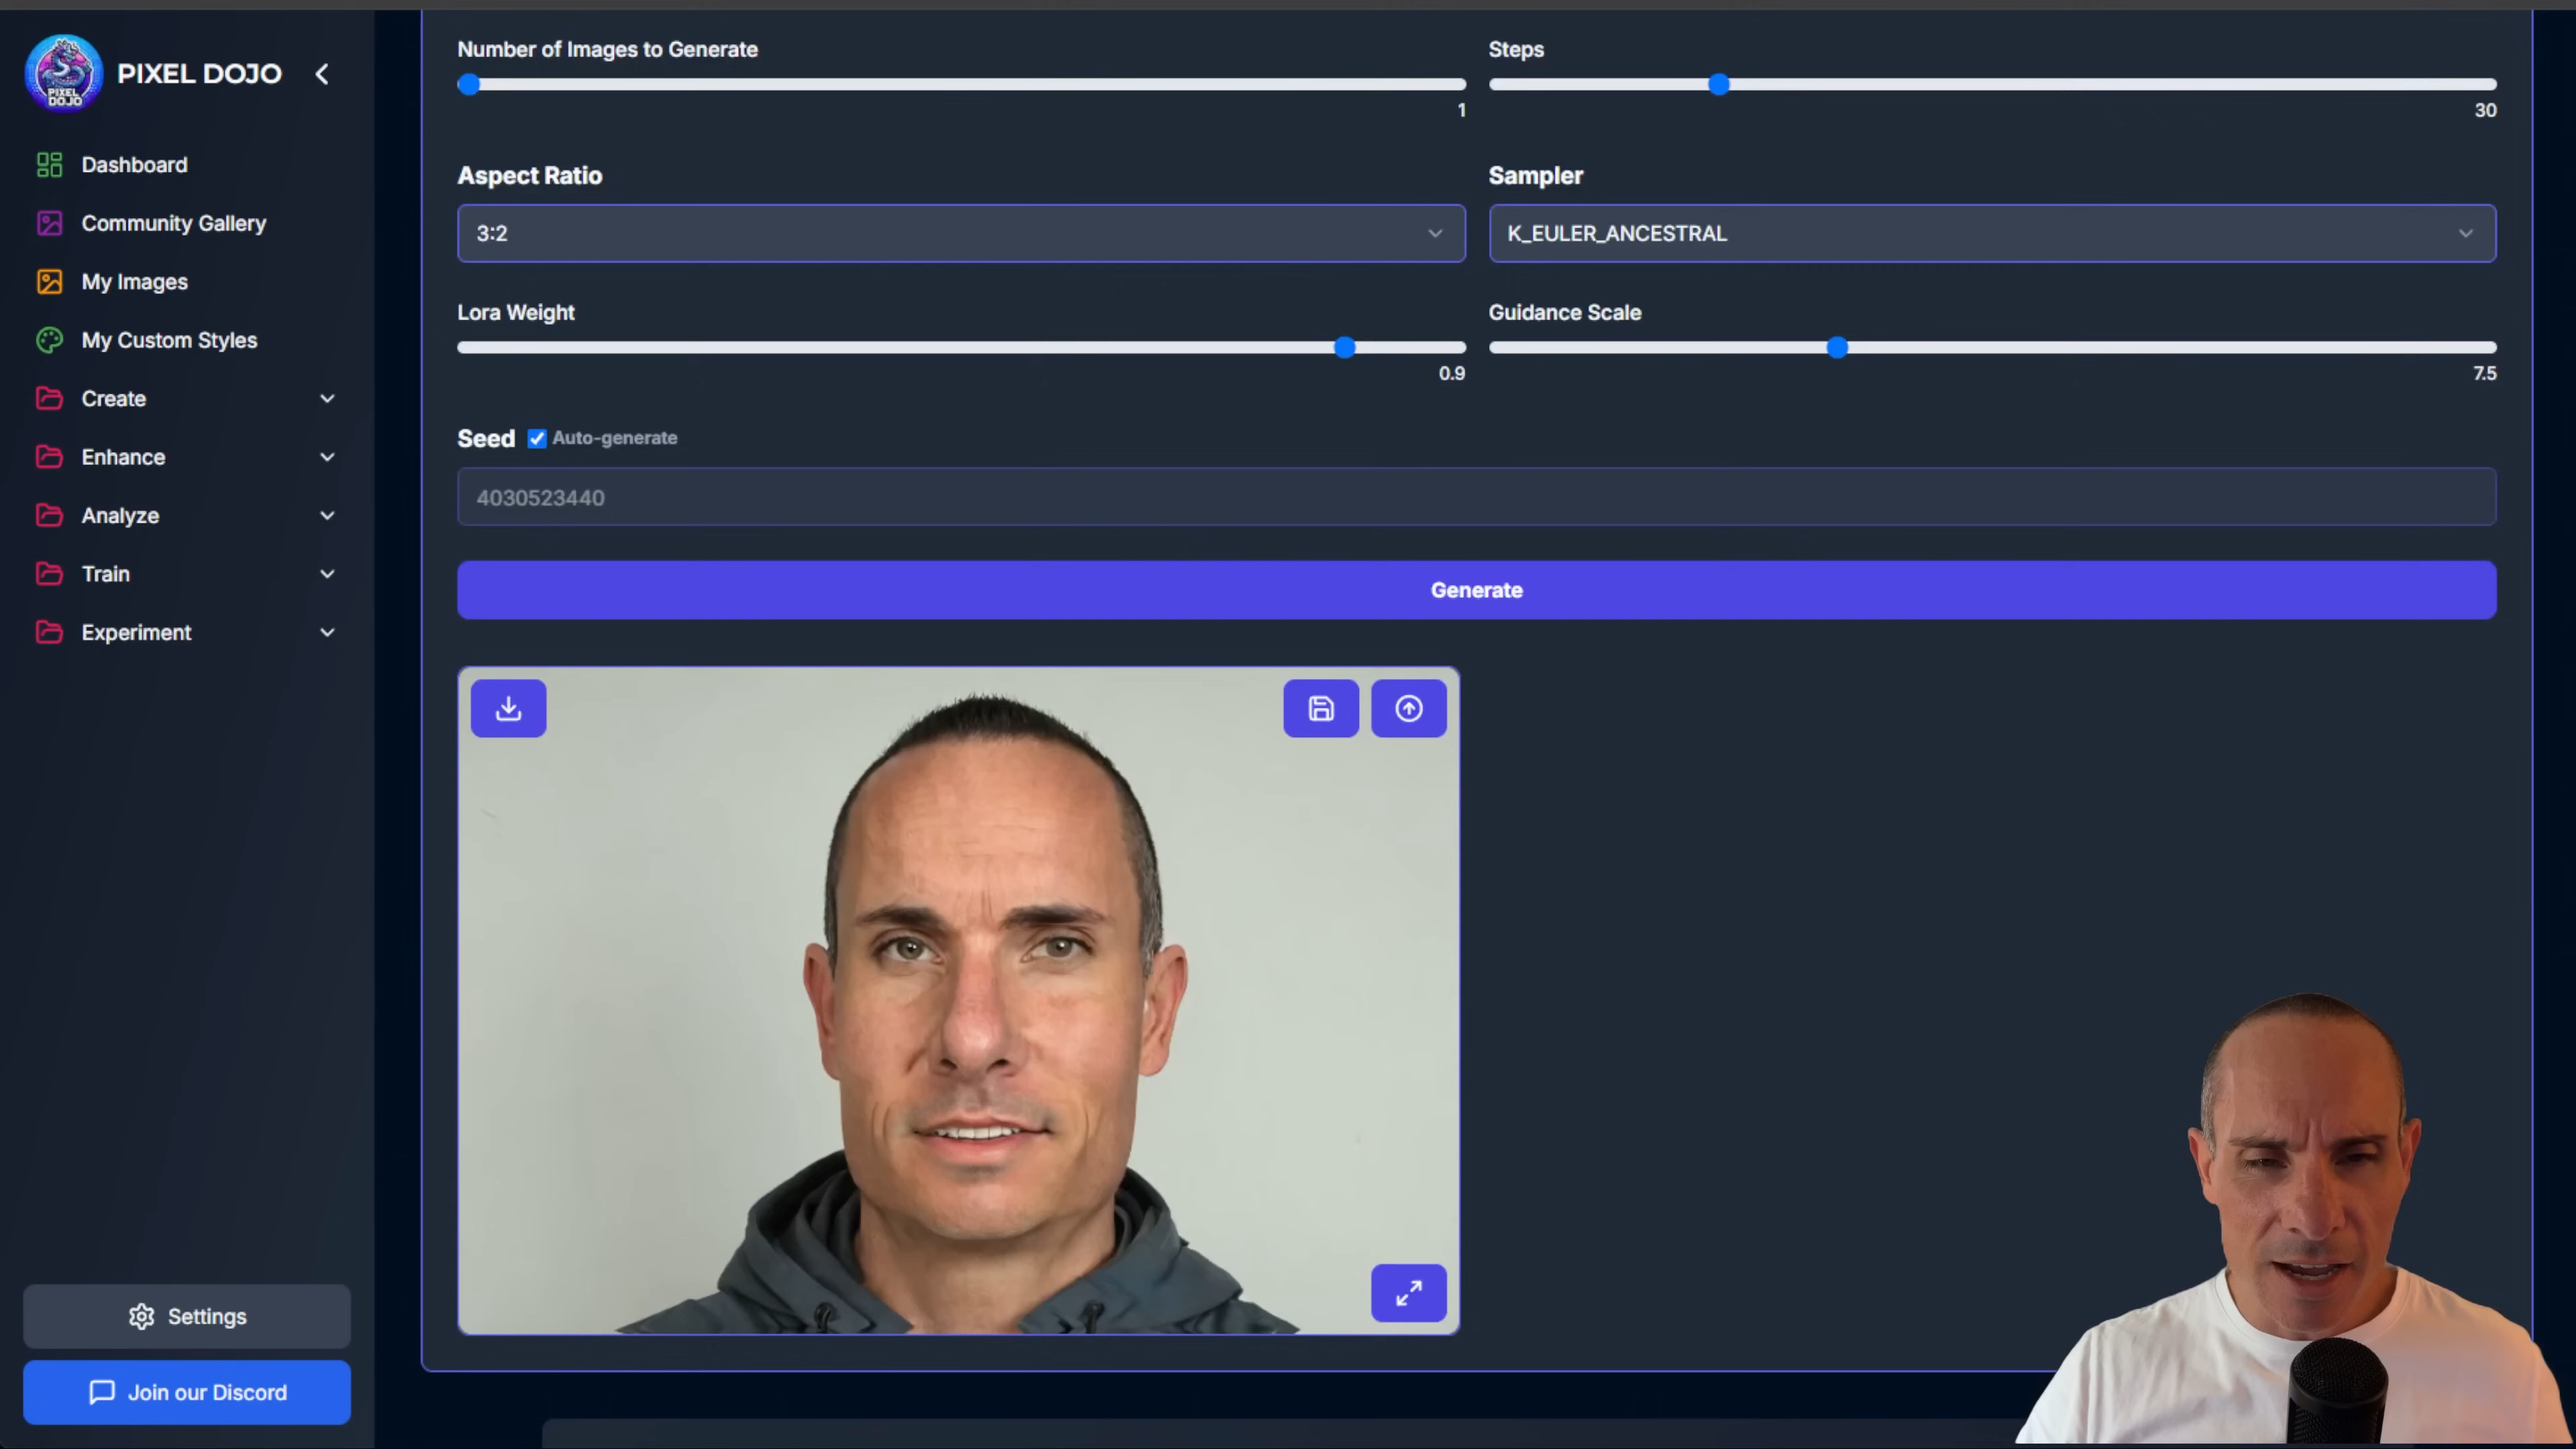 PIXEL DOJO
PIXEL
DOJO
Dashboard
Community Gallery
My Images
My Custom Styles
Create
Enhance
Analyze
Train
Experiment
Settings
Join our Discord
Number of Images to Generate
1
Steps
30
Aspect Ratio
3:2
Sampler
K_EULER_ANCESTRAL
Lora Weight
0.9
Guidance Scale
7.5
Seed Auto-generate
4030523440
Generate